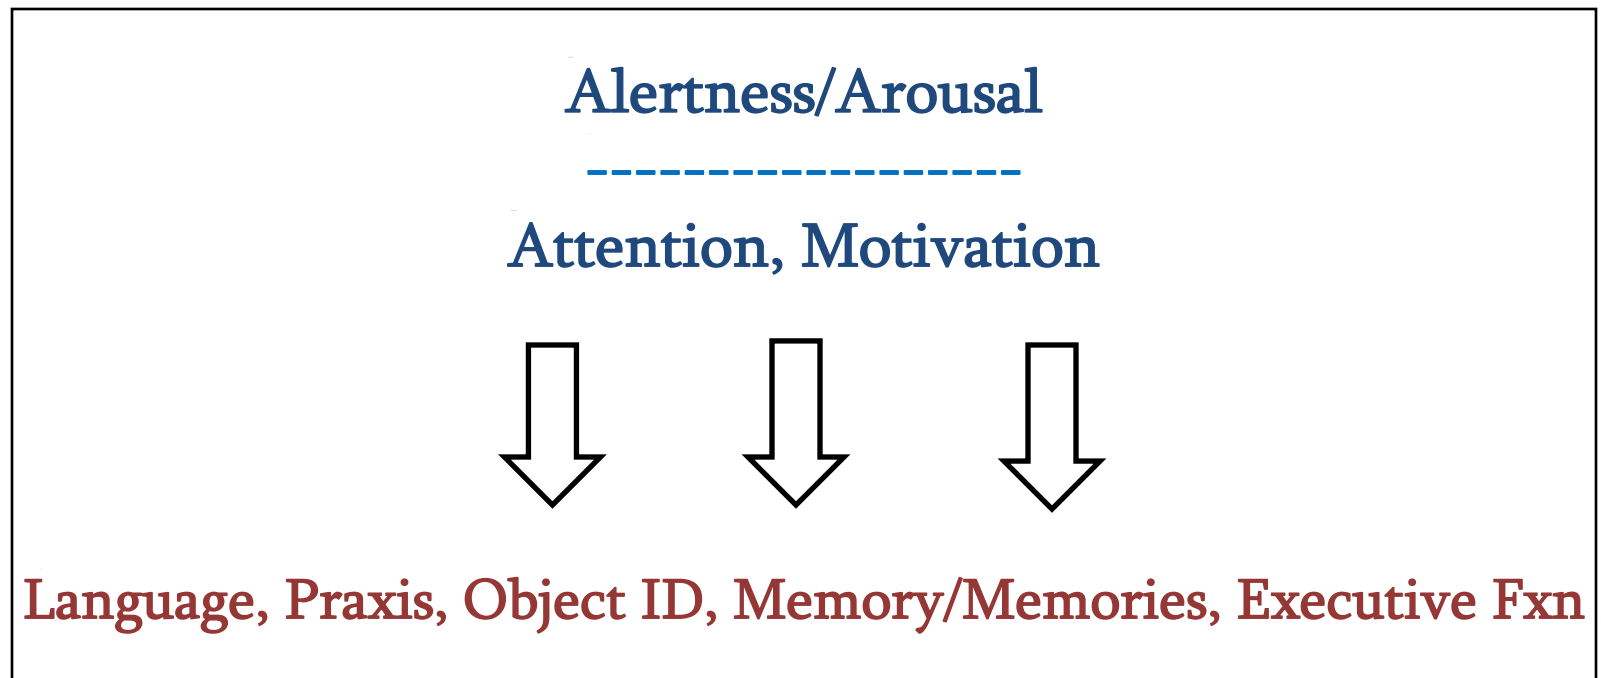 Alertness/Arousal
Attention, Motivation
Language, Praxis, Object ID, Memory/Memories, Executive Fxn